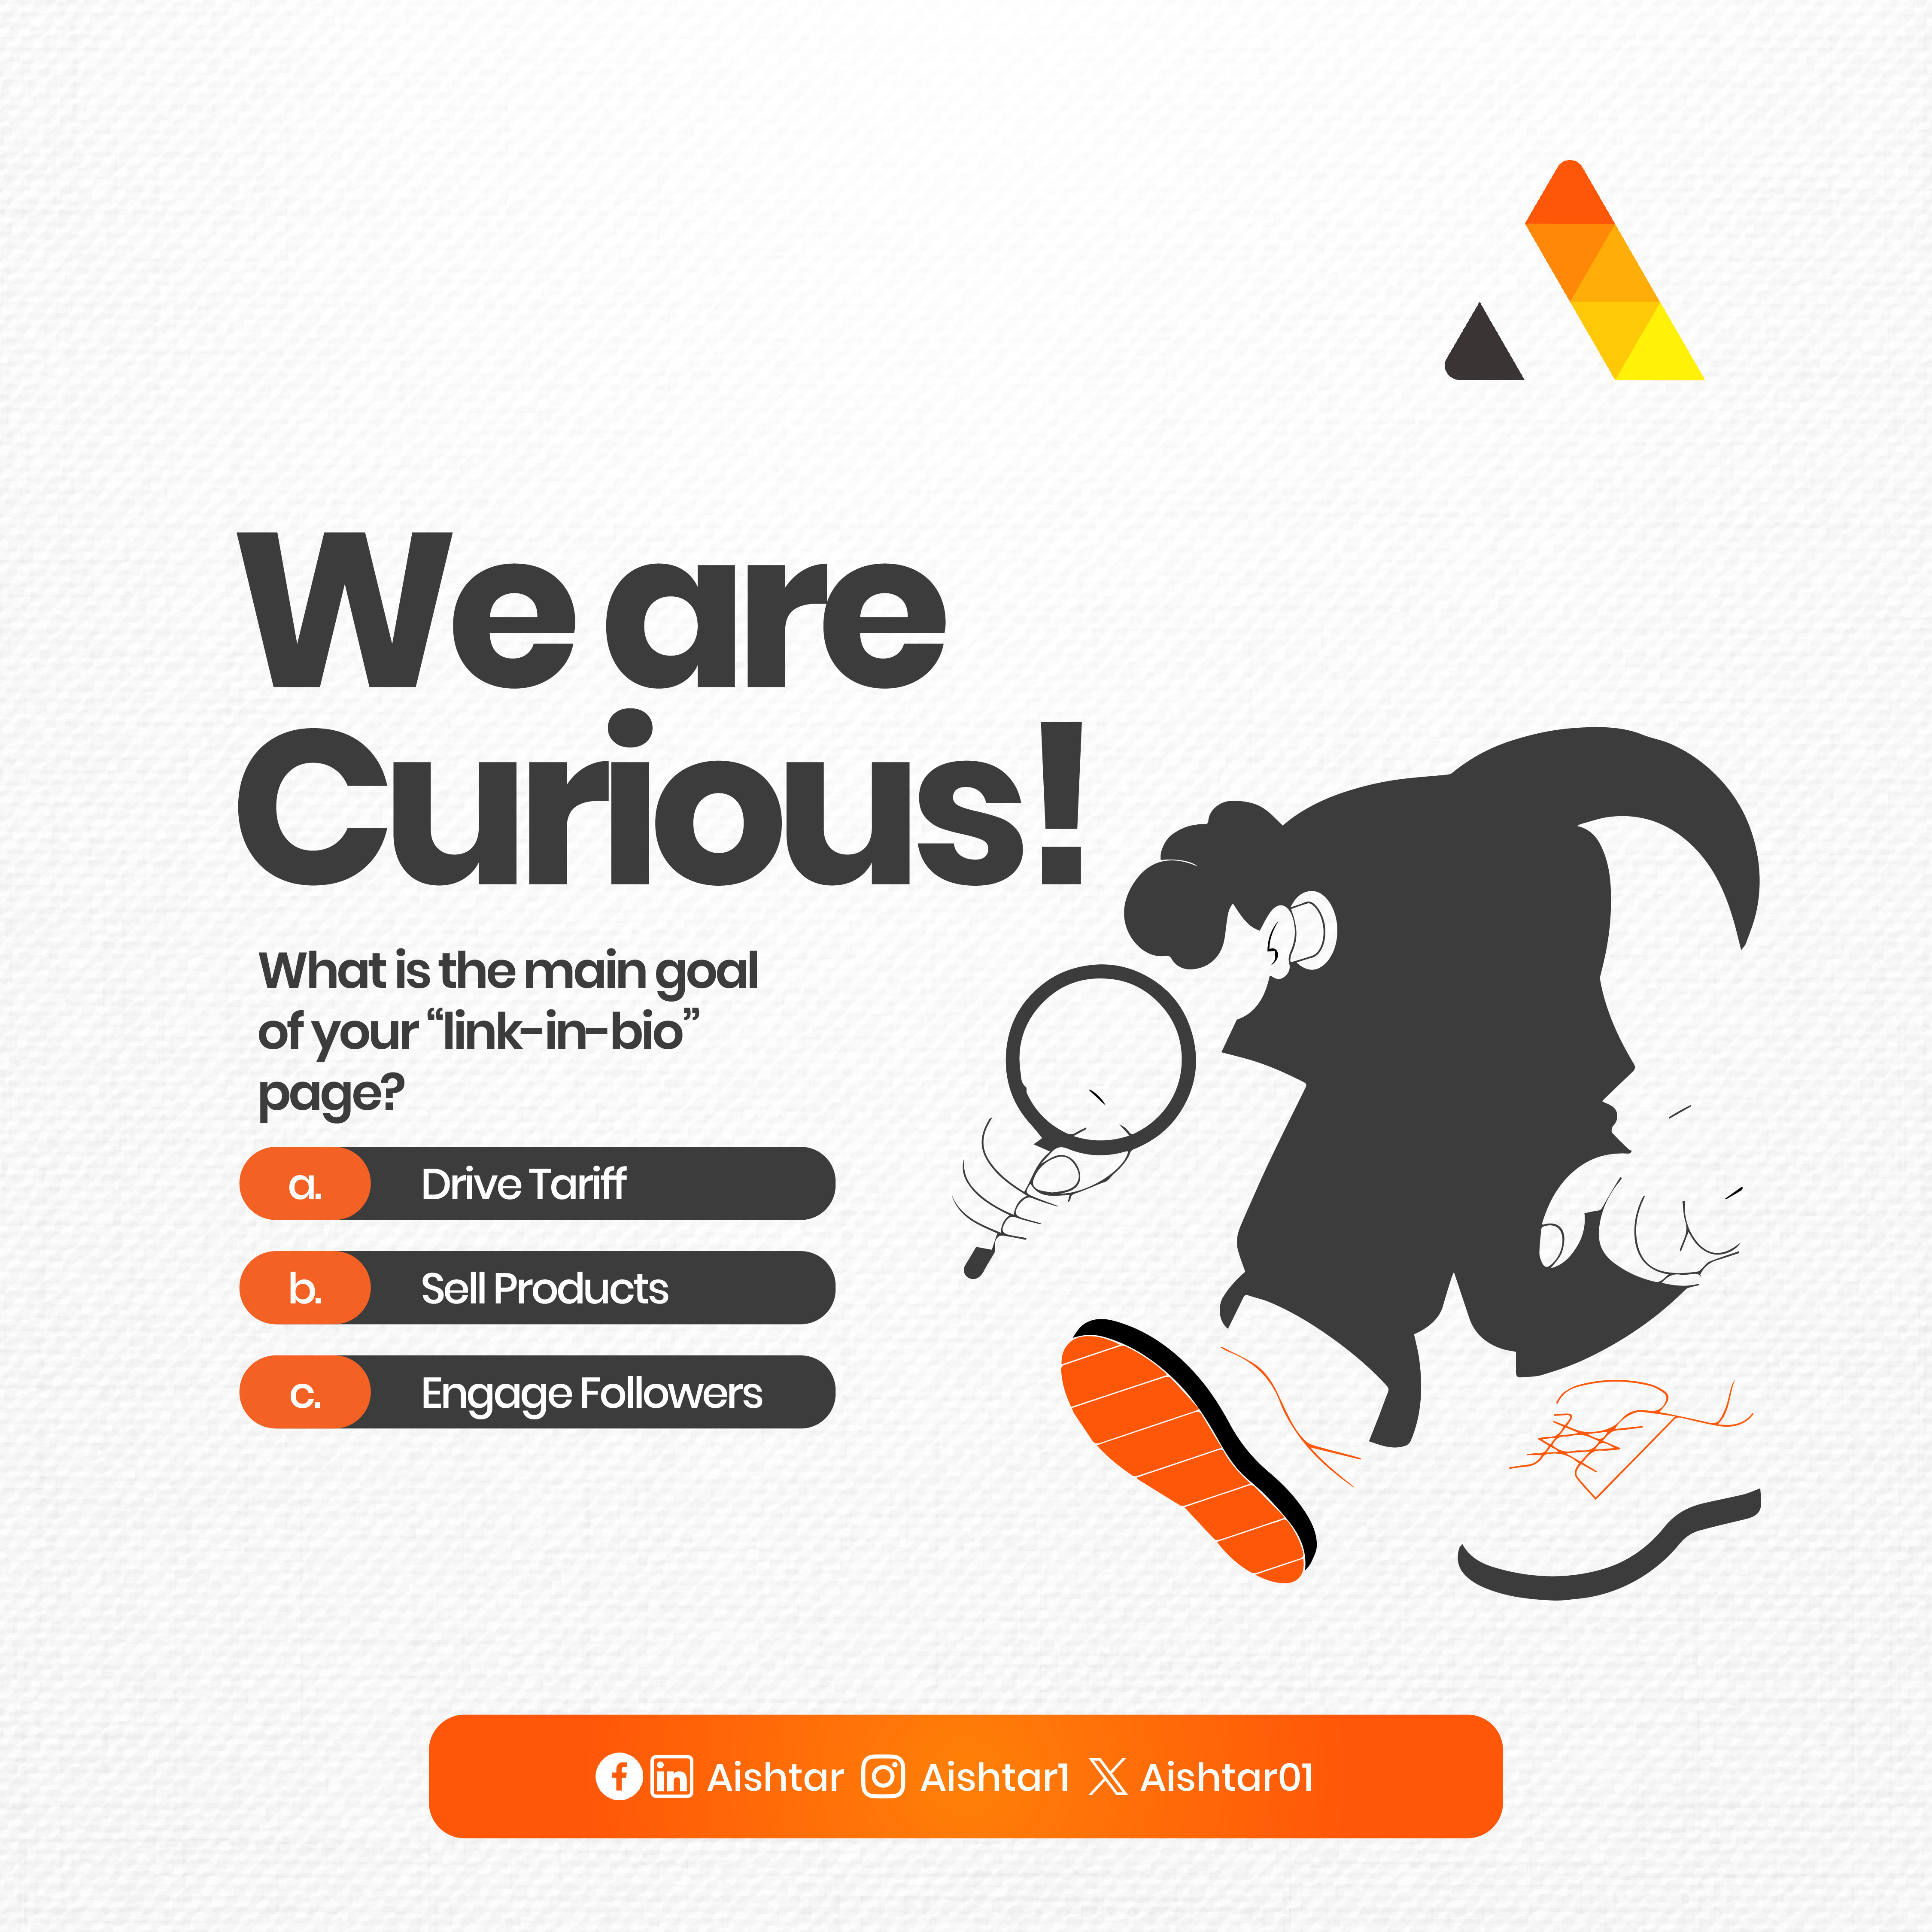 We are
Curious!
What is the main goal
of your “link-in-bio”
page?
a. Drive Tariff
b. Sell Products
c. Engage Followers
Aishtar Aishtar1 Aishtar01